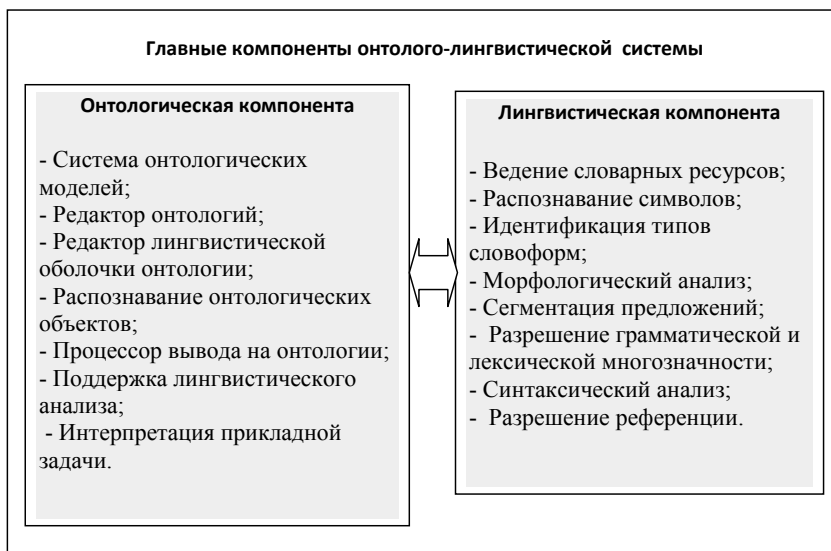 Главные компоненты онтолого-лингвистической системы
Онтологическая компонента
- Система онтологических
моделей;
- Редактор онтологий;
- Редактор лингвистической
оболочки онтологии;
- Распознавание онтологических
объектов;
- Процессор вывода на онтологии;
- Поддержка лингвистического
анализа;
- Интерпретация прикладной
задачи.
Лингвистическая компонента
- Ведение словарных ресурсов;
- Распознавание символов;
- Идентификация типов
словоформ;
- Морфологический анализ;
- Сегментация предложений;
- Разрешение грамматической и
лексической многозначности;
- Синтаксический анализ;
- Разрешение референции.